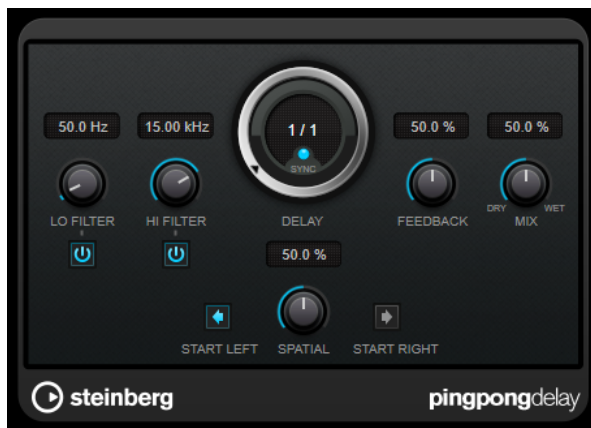 50.0 Hz 15.00 kHz 1 / 1 50.0 % 50.0 %
SYNC
DRY WET
LO FILTER HI FILTER DELAY FEEDBACK MIX
50.0 %
START LEFT SPATIAL START RIGHT
steinberg pingpongdelay